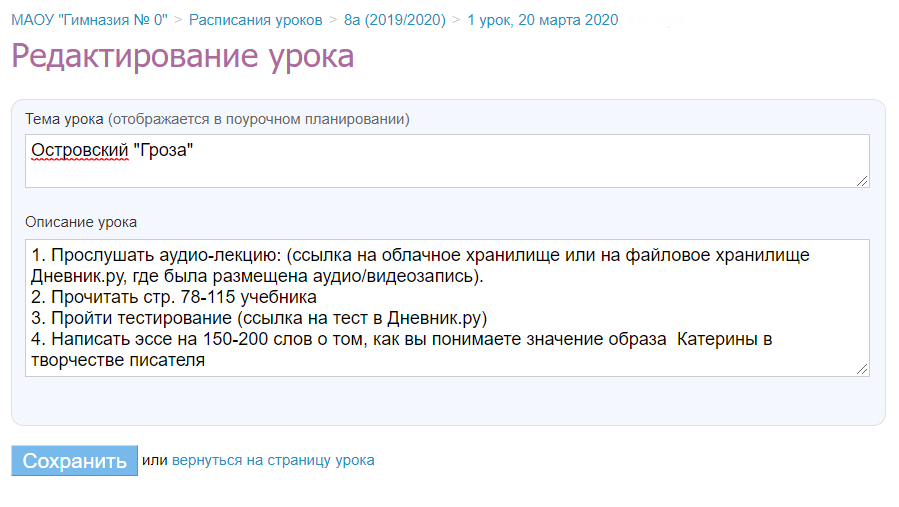 МАОУ "Гимназия № 0" > Расписания уроков > 8а (2019/2020) > 1 урок, 20 марта 2020
Редактирование урока
Тема урока (отображается в поурочном планировании)
Островский "Гроза"
Описание урока
1. Прослушать аудио-лекцию: (ссылка на облачное хранилище или на файловое хранилище
Дневник.ру, где была размещена аудио/видеозапись).
2. Прочитать стр. 78-115 учебника
3. Пройти тестирование (ссылка на тест в Дневник.ру)
4. Написать эссе на 150-200 слов о том, как вы понимаете значение образа  Катерины в
творчестве писателя
Сохранить или вернуться на страницу урока